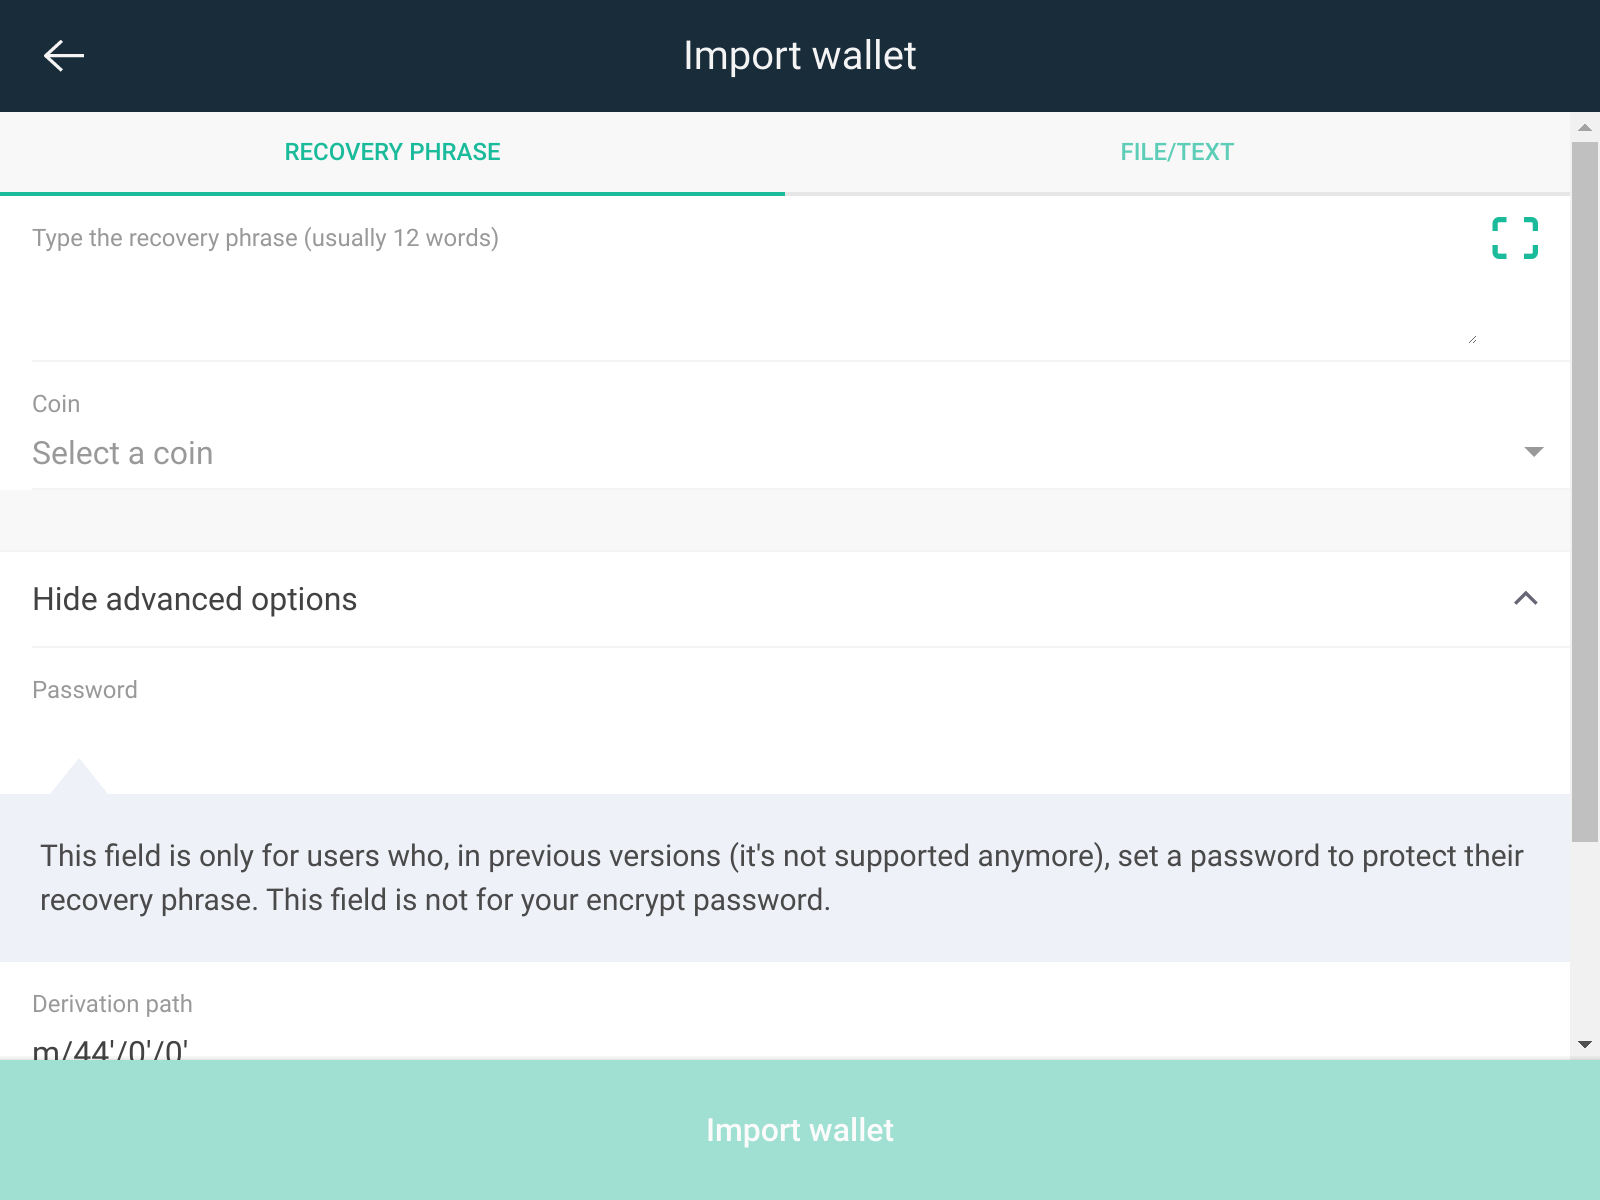 Import wallet
RECOVERY PHRASE
FILE/TEXT
Type the recovery phrase (usually 12 words)
Coin
Select a coin
Hide advanced options
Password
This field is only for users who, in previous versions (it's not supported anymore), set a password to protect their
recovery phrase. This field is not for your encrypt password.
Derivation path
m/44'/0'/0'
Import wallet